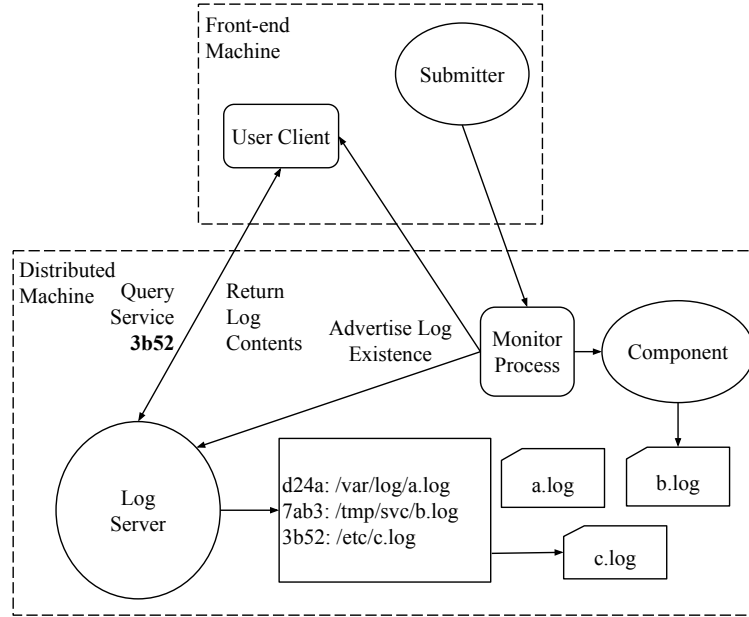 Front-end
Machine
Submitter
User Client
Distributed
Machine
Query
Service
3b52
Return
Log
Contents
Advertise Log
Existence
Monitor
Process
Component
Log
Server
d24a: /var/log/a.log
7ab3: /tmp/svc/b.log
3b52: /etc/c.log
a.log
b.log
c.log